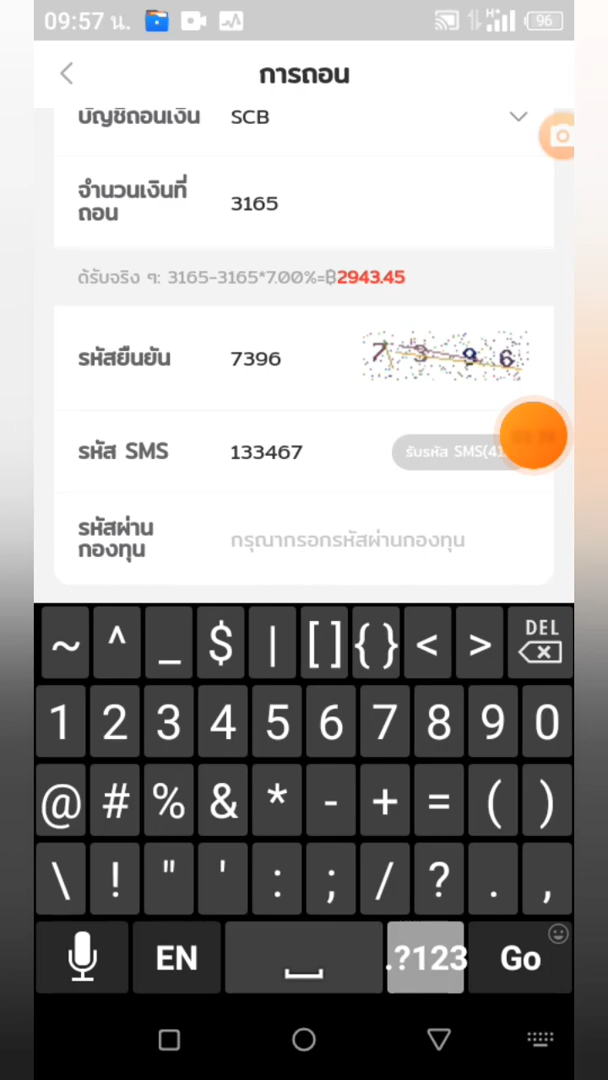 09:57 น.
H+
96
การถอน
บัญชีถอนเงิน SCB
จำนวนเงินที่
ถอน
3165
ด้รับจริง ๆ: 3165-3165*7.00%=฿2943.45
รหัสยืนยัน 7396 7396
รหัส SMS 133467 รับรหัส SMS(41
รหัสผ่าน
กองทุน
กรุณากรอกรหัสผ่านกองทุน
~ ^ _ $ | [] {} < > DEL
1 2 3 4 5 6 7 8 9 0
@ # % & * - + = ( )
\ ! " ' : ; / ? . ,
EN .?123 Go